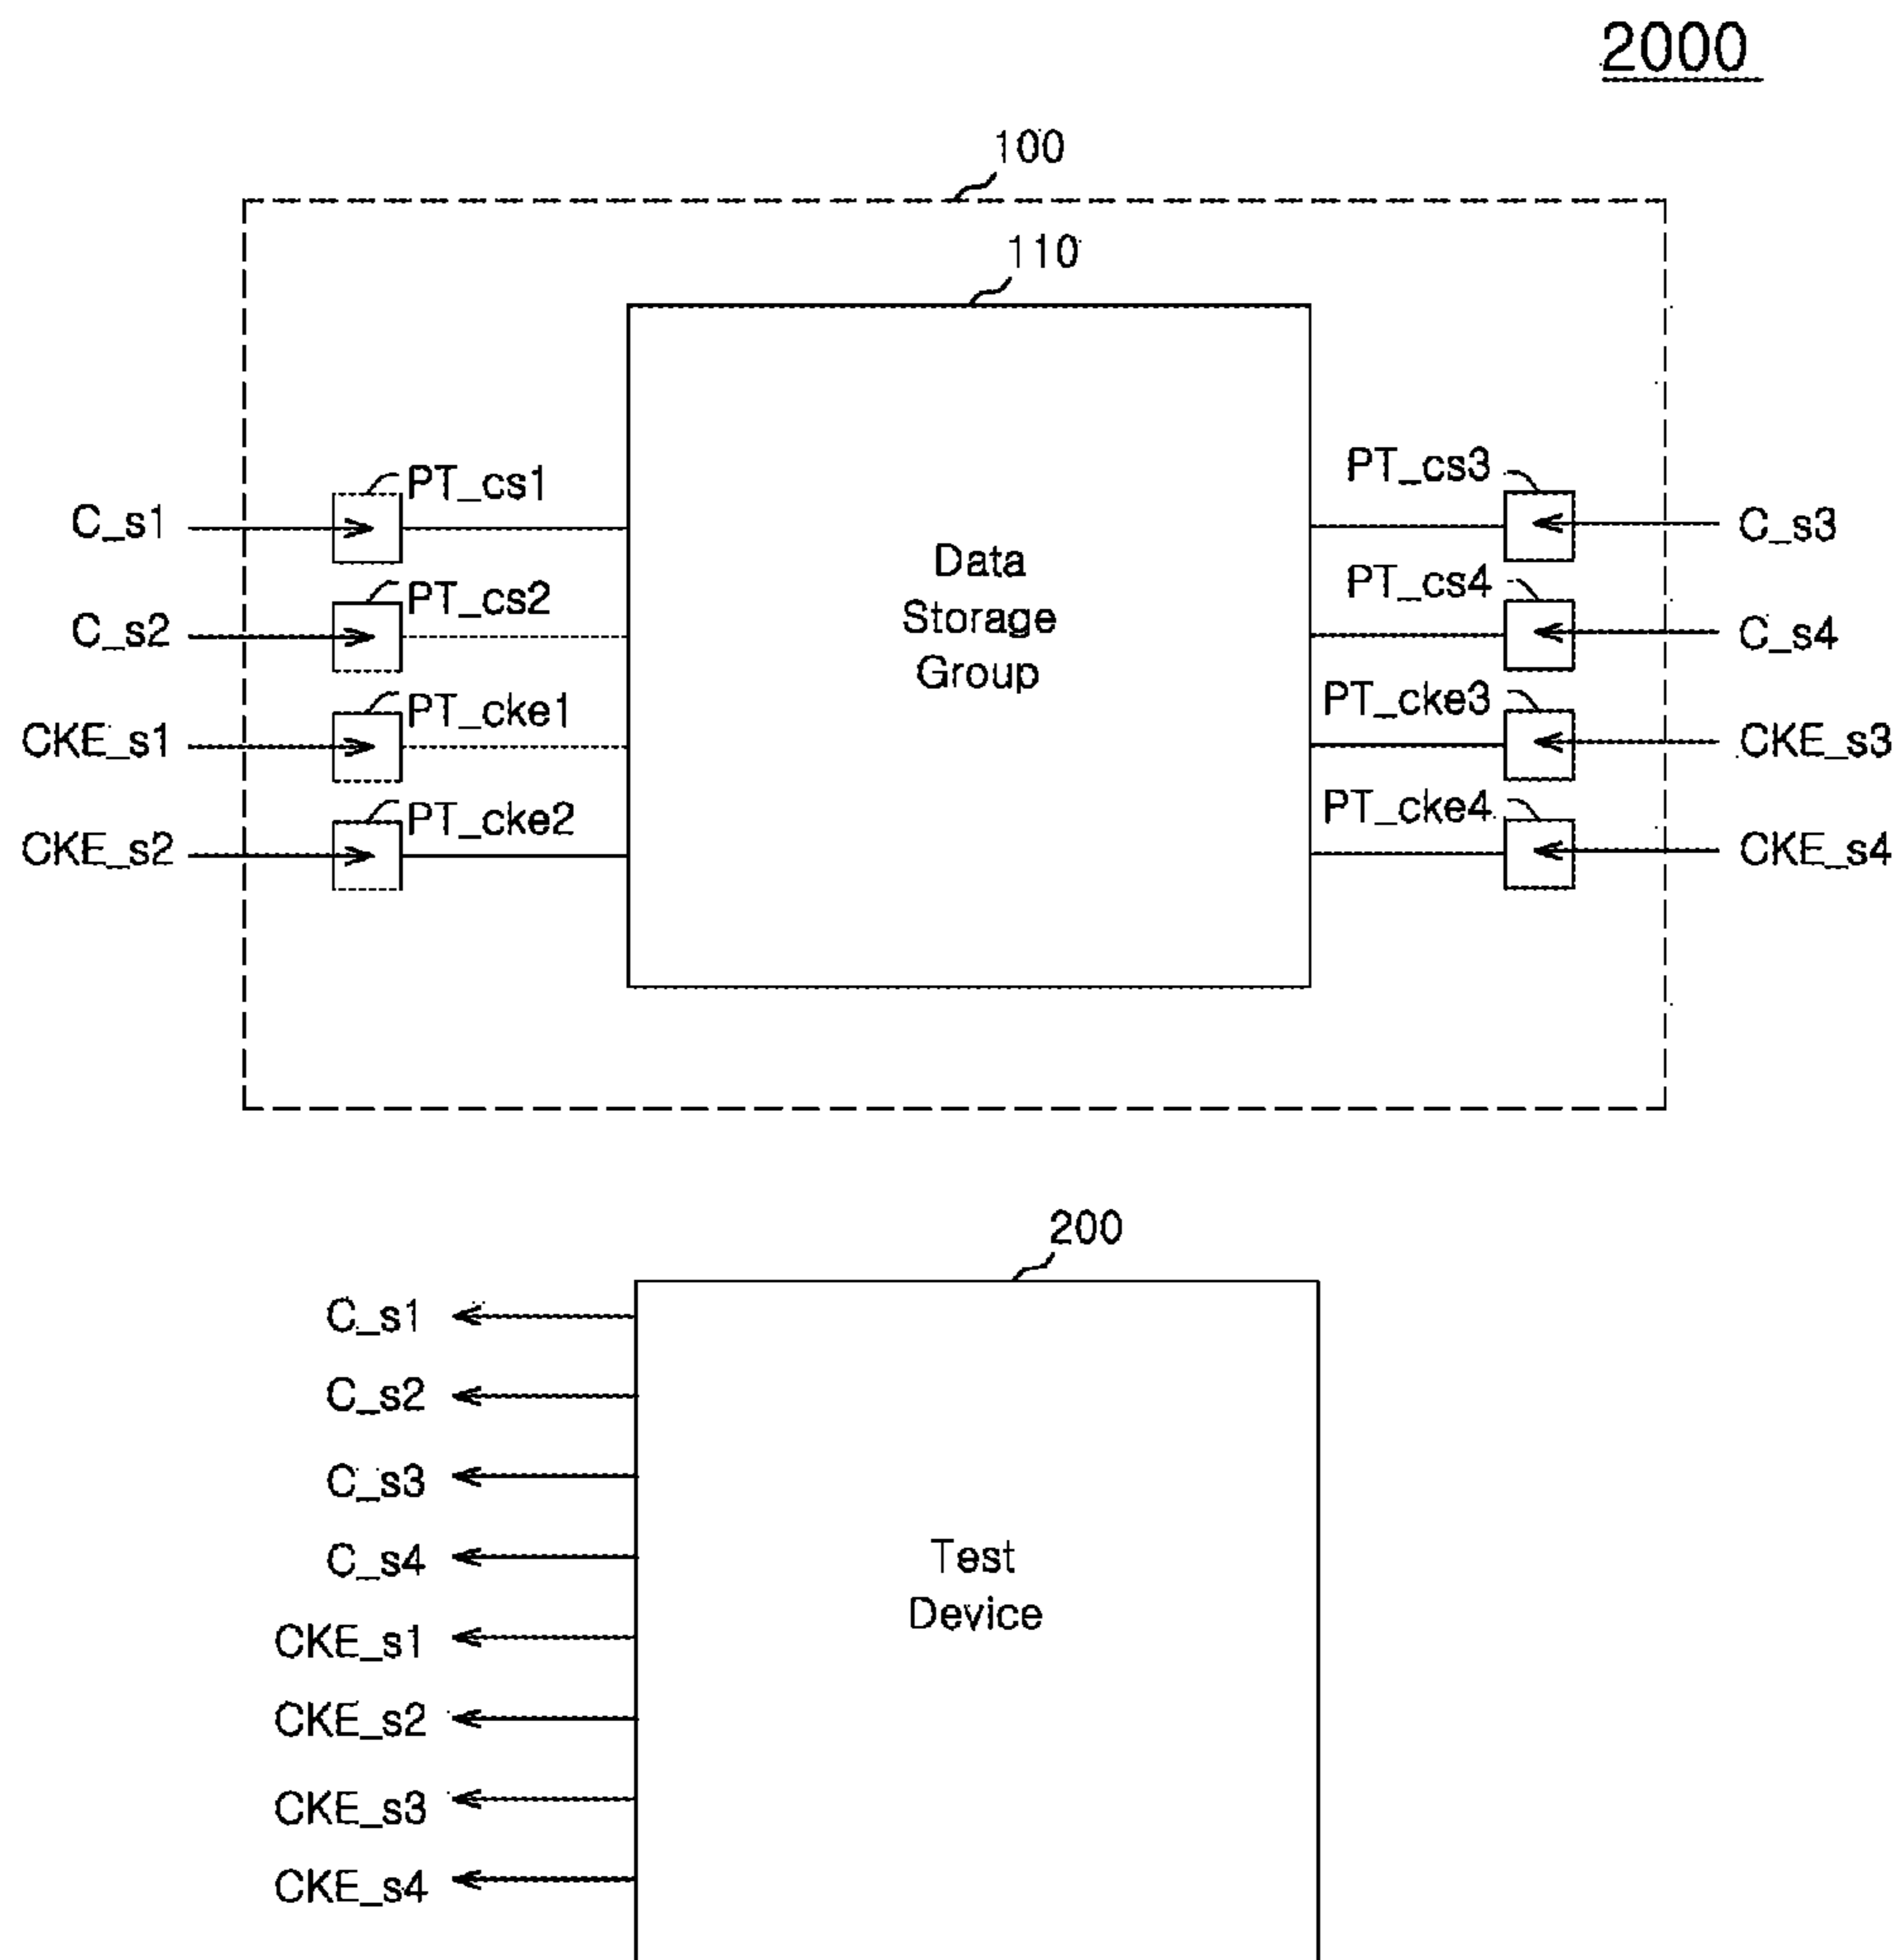 2000
100
110
PT_cs1
C_s1
PT_cs2
C_s2
PT_cke1
CKE_s1
PT_cke2
CKE_s2
Data
Storage
Group
PT_cs3
C_s3
PT_cs4
C_s4
PT_cke3
CKE_s3
PT_cke4
CKE_s4
200
C_s1
C_s2
C_s3
C_s4
CKE_s1
CKE_s2
CKE_s3
CKE_s4
Test
Device